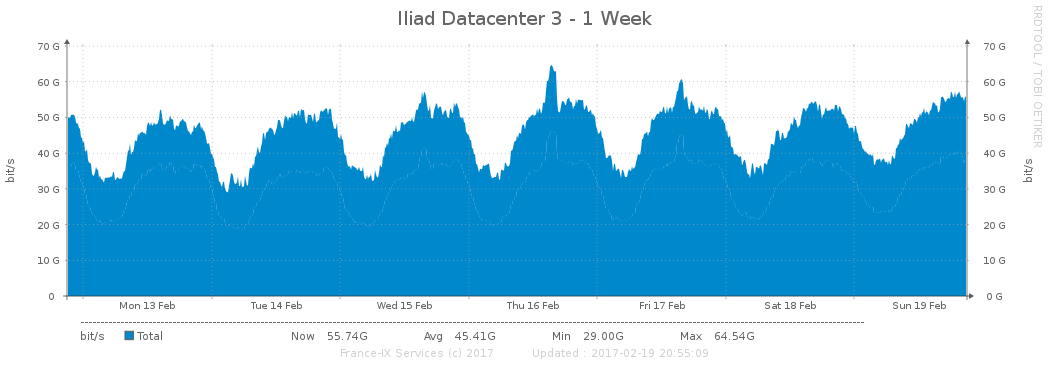 Iliad Datacenter 3 - 1 Week
RRDTOOL / TOBI OETIKER
bit/s
70 G 70 G
60 G 60 G
50 G 50 G
40 G 40 G
30 G 30 G
20 G 20 G
10 G 10 G
0 0 G
bit/s
Mon 13 Feb Tue 14 Feb Wed 15 Feb Thu 16 Feb Fri 17 Feb Sat 18 Feb Sun 19 Feb
bit/s Total Now 55.74G Avg 45.41G Min 29.00G Max 64.54G
France-IX Services (c) 2017 Updated : 2017-02-19 20:55:09